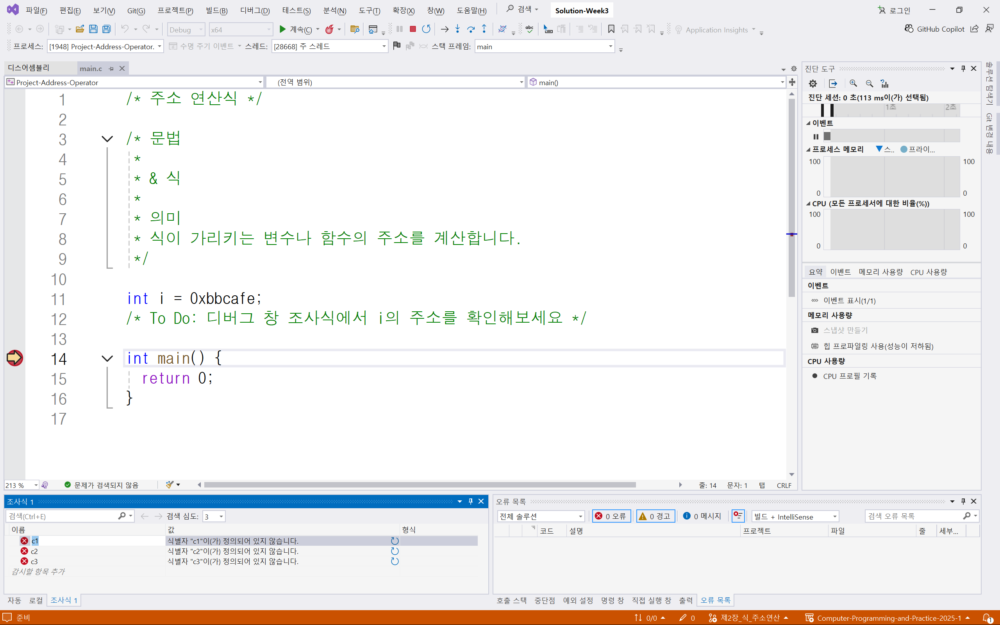 파일(F) 편집(E) 보기(V) Git(G) 프로젝트(P) 빌드(B) 디버그(D) 테스트(S) 분석(N) 도구(T) 확장(X) 창(W) 도움말(H) 검색 Solution-Week3 로그인
Debug x64 계속(C) abc Application Insights GitHub Copilot
프로세스: [1948] Project-Address-Operator. 수명 주기 이벤트 스레드: [28668] 주 스레드 스택 프레임: main
디스어셈블리 main.c
Project-Address-Operator (전역 범위) main()
1 /* 주소 연산식 */
2
3 /* 문법
4 *
5 * & 식
6 *
7 * 의미
8 * 식이 가리키는 변수나 함수의 주소를 계산합니다.
9 */
10
11 int i = 0xbbcafe;
12 /* To Do: 디버그 창 조사식에서 i의 주소를 확인해보세요 */
13
14 int main() {
15 return 0;
16 }
17
213 % 문제가 검색되지 않음 줄: 14 문자: 1 탭 CRLF
진단 도구
진단 세션: 0 초(113 ms이(가) 선택됨)
1초 2초
이벤트
프로세스 메모리 스.. 프라이...
100 100
0 0
CPU (모든 프로세서에 대한 비율(%))
100 100
0 0
요약 이벤트 메모리 사용량 CPU 사용량
이벤트
이벤트 표시(1/1)
메모리 사용량
스냅샷 만들기
힙 프로파일링 사용(성능이 저하됨)
CPU 사용량
CPU 프로필 기록
솔루션 탐색기
Git 변경 내용
조사식 1
검색(Ctrl+E) 검색 심도: 3
이름 값 형식
c1 식별자 "c1"이(가) 정의되어 있지 않습니다.
c2 식별자 "c2"이(가) 정의되어 있지 않습니다.
c3 식별자 "c3"이(가) 정의되어 있지 않습니다.
감시할 항목 추가
자동 로컬 조사식 1
오류 목록
전체 솔루션 0 오류 0 경고 0 메시지 빌드 + IntelliSense 검색 오류 목록
코드 설명 프로젝트 파일 줄 세부...
호출 스택 중단점 예외 설정 명령 창 직접 실행 창 출력 오류 목록
준비 0/0 0 제2장_식_주소연산 Computer-Programming-and-Practice-2025-1 1